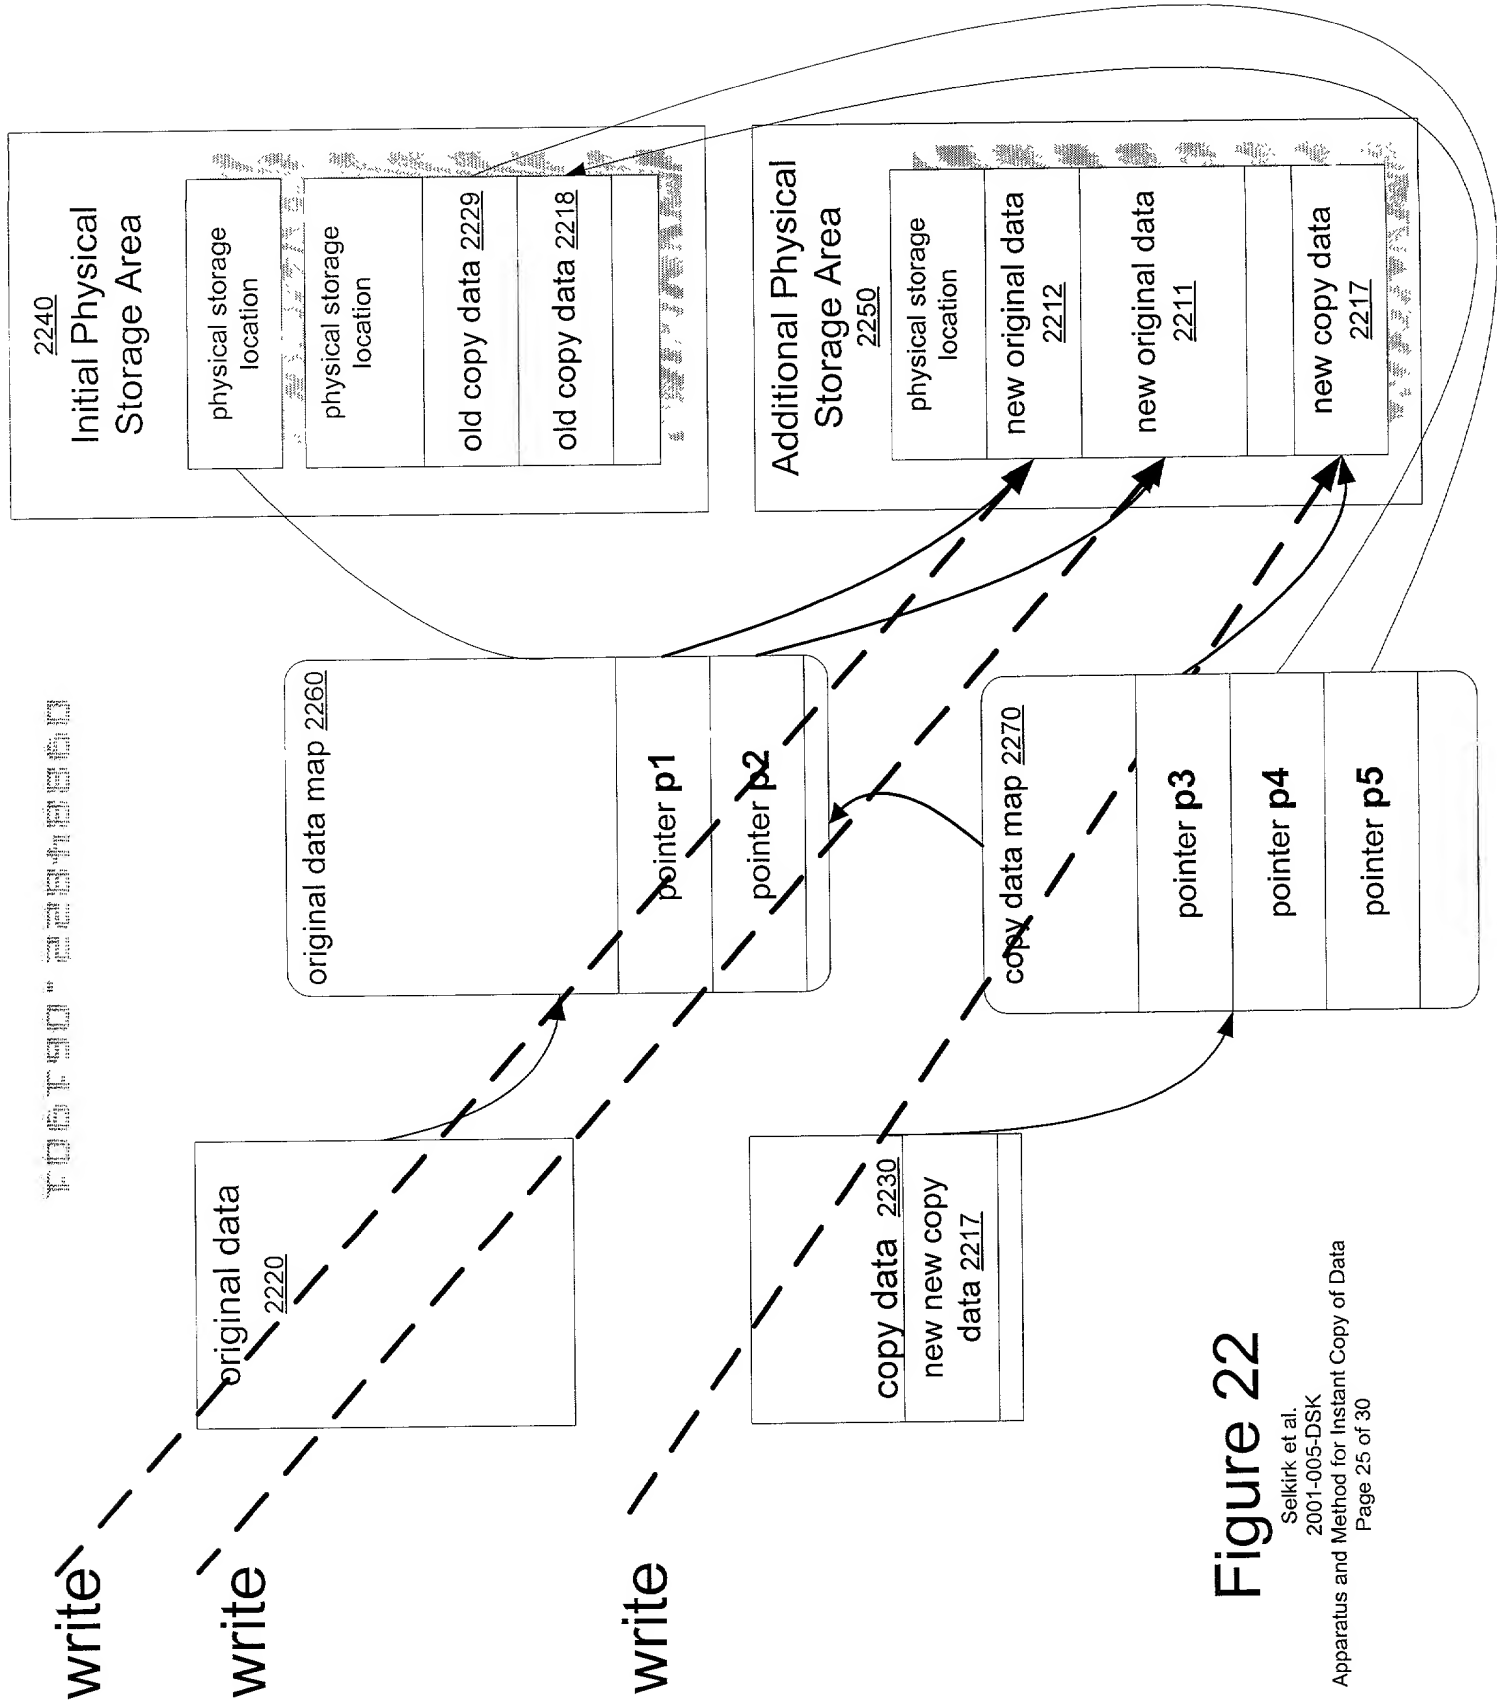 write
write
write
original data
2220
copy data 2230
new new copy
data 2217
original data map 2260
pointer p1
pointer p2
copy data map 2270
pointer p3
pointer p4
pointer p5
2240
Initial Physical
Storage Area
physical storage
location
physical storage
location
old copy data 2229
old copy data 2218
Additional Physical
Storage Area
2250
physical storage
location
new original data
2212
new original data
2211
new copy data
2217
Figure 22
Selkirk et al.
2001-005-DSK
Apparatus and Method for Instant Copy of Data
Page 25 of 30